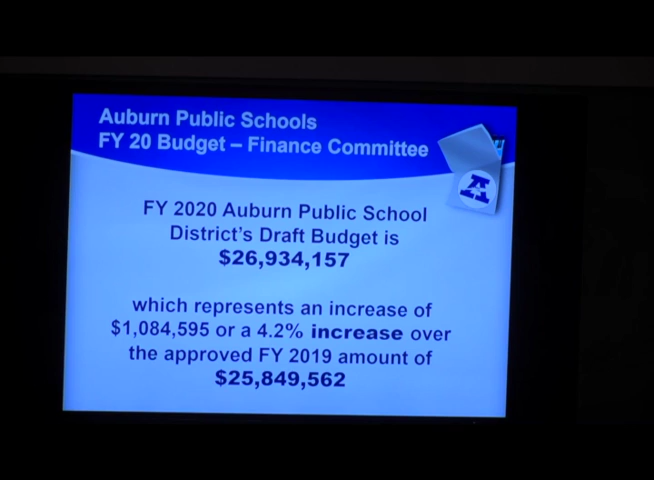 Auburn Public Schools
FY 20 Budget – Finance Committee
A
FY 2020 Auburn Public School
District's Draft Budget is
$26,934,157
which represents an increase of
$1,084,595 or a 4.2% increase over
the approved FY 2019 amount of
$25,849,562